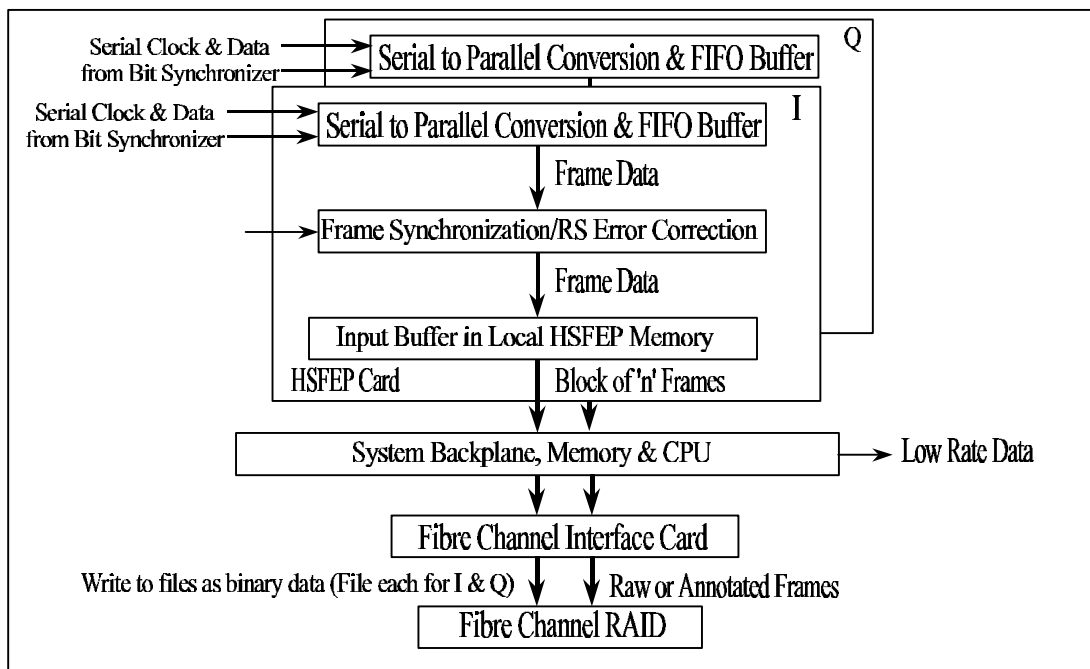 Q
Serial Clock & Data
from Bit Synchronizer
Serial to Parallel Conversion & FIFO Buffer
I
Serial Clock & Data
from Bit Synchronizer
Serial to Parallel Conversion & FIFO Buffer
Frame Data
Frame Synchronization/RS Error Correction
Frame Data
Input Buffer in Local HSFEP Memory
HSFEP Card
Block of 'n' Frames
System Backplane, Memory & CPU
Low Rate Data
Fibre Channel Interface Card
Write to files as binary data (File each for I & Q)
Raw or Annotated Frames
Fibre Channel RAID